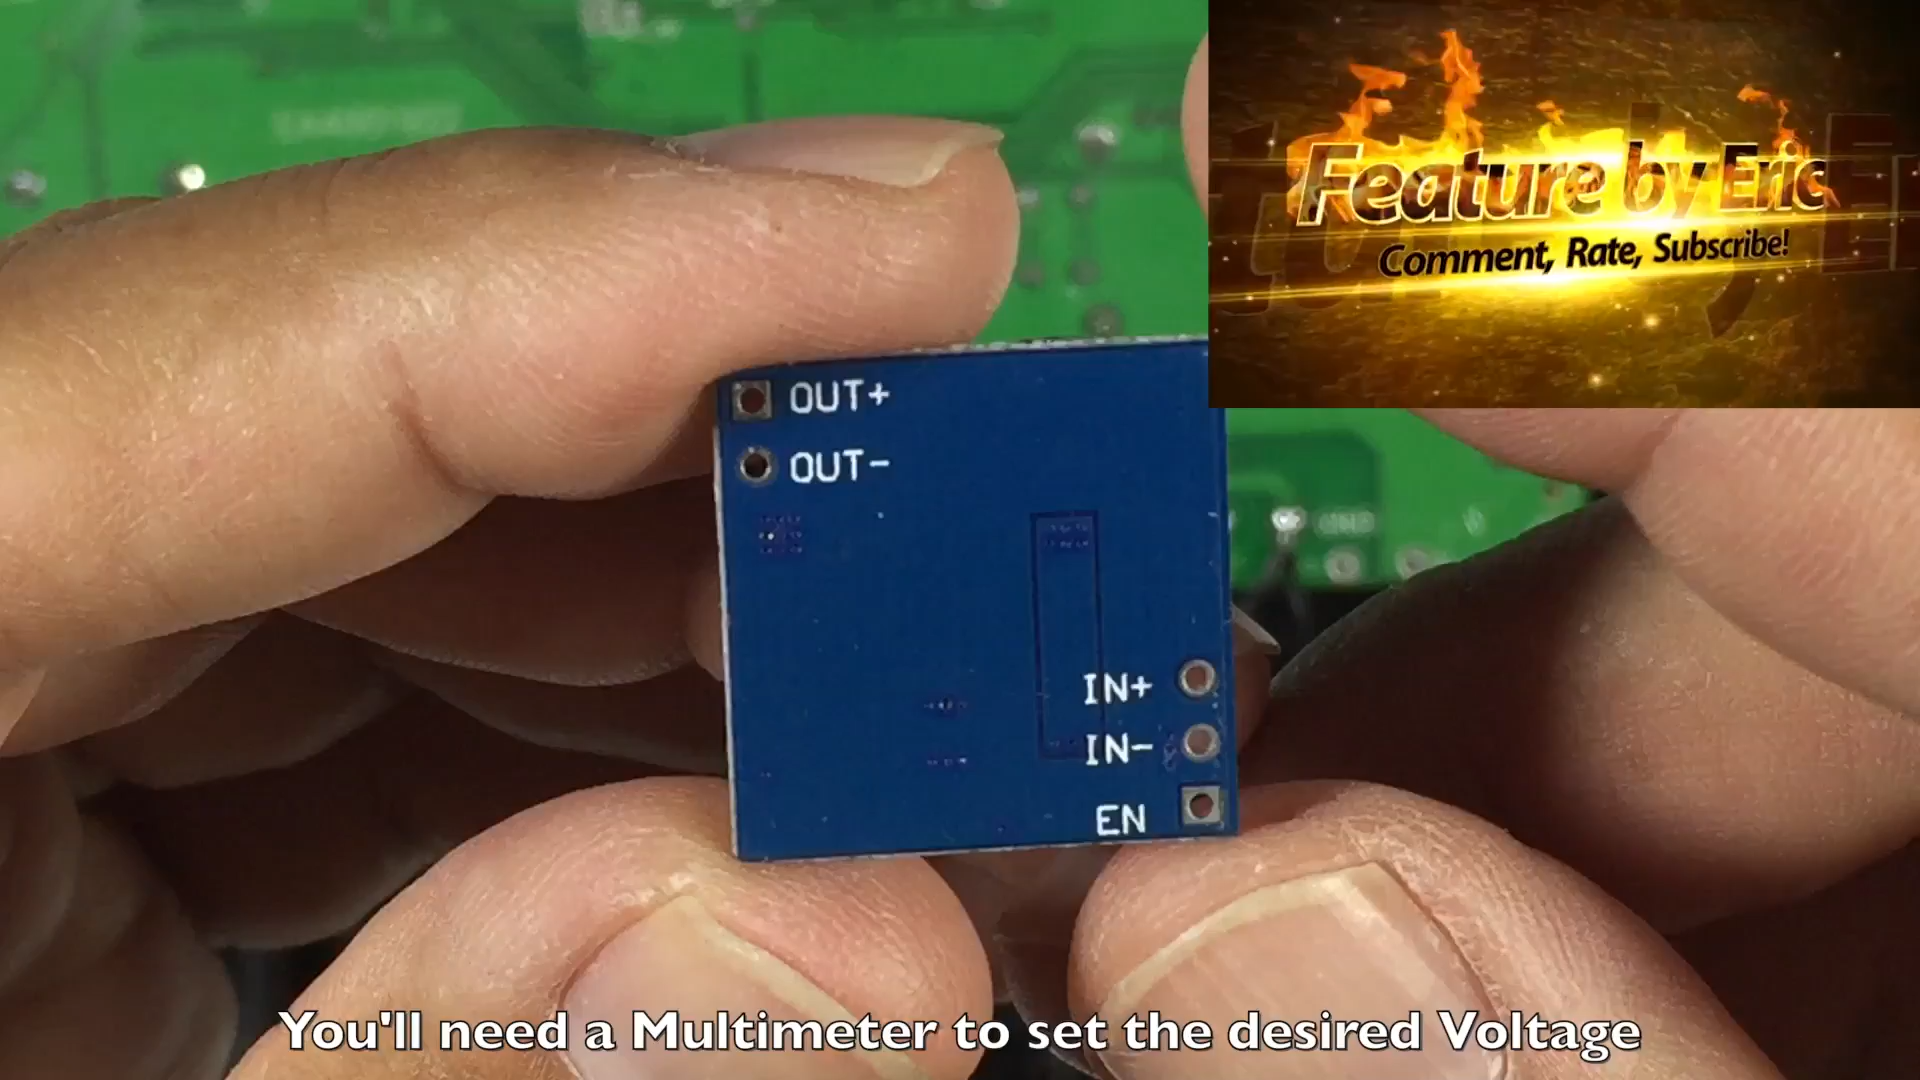 Feature by Eric
Comment, Rate, Subscribe!
OUT+
OUT-
IN+
IN-
EN
You'll need a Multimeter to set the desired Voltage